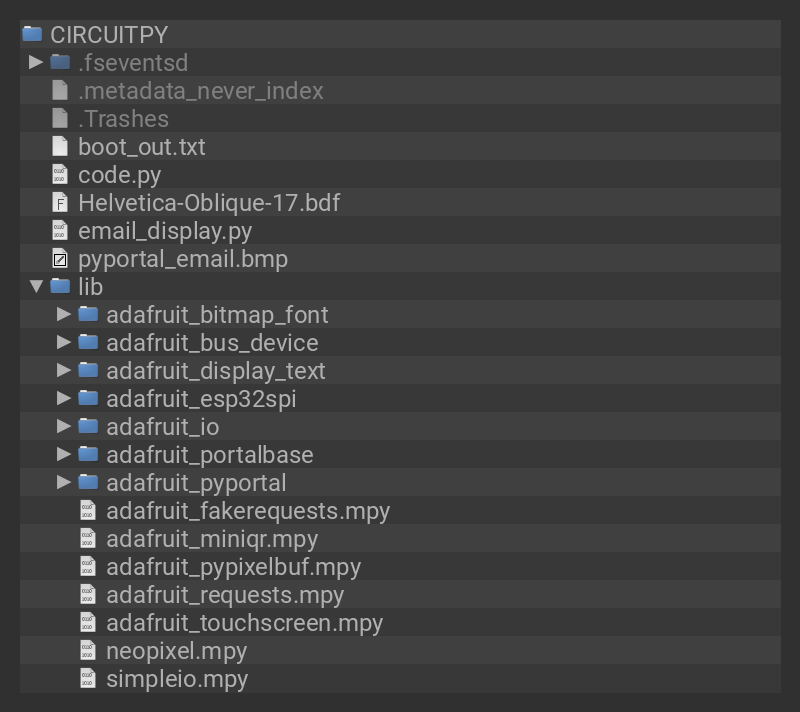 CIRCUITPY
.fseventsd
.metadata_never_index
.Trashes
boot_out.txt
code.py
Helvetica-Oblique-17.bdf
email_display.py
pyportal_email.bmp
lib
adafruit_bitmap_font
adafruit_bus_device
adafruit_display_text
adafruit_esp32spi
adafruit_io
adafruit_portalbase
adafruit_pyportal
adafruit_fakerequests.mpy
adafruit_miniqr.mpy
adafruit_pypixelbuf.mpy
adafruit_requests.mpy
adafruit_touchscreen.mpy
neopixel.mpy
simpleio.mpy